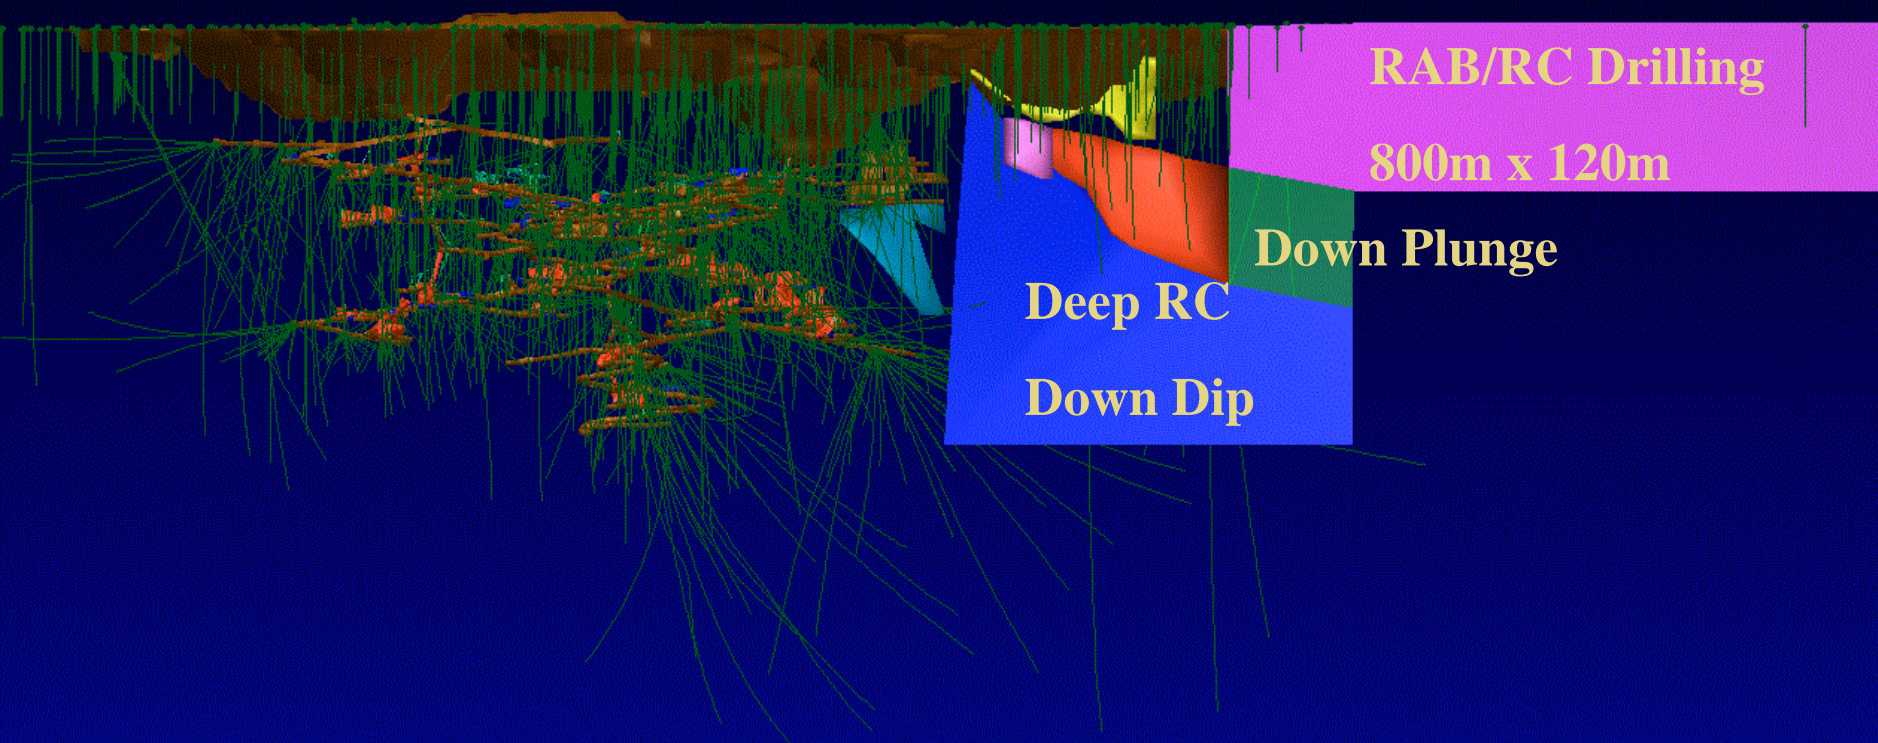 RAB/RC Drilling
800m x 120m
Down Plunge
Deep RC
Down Dip